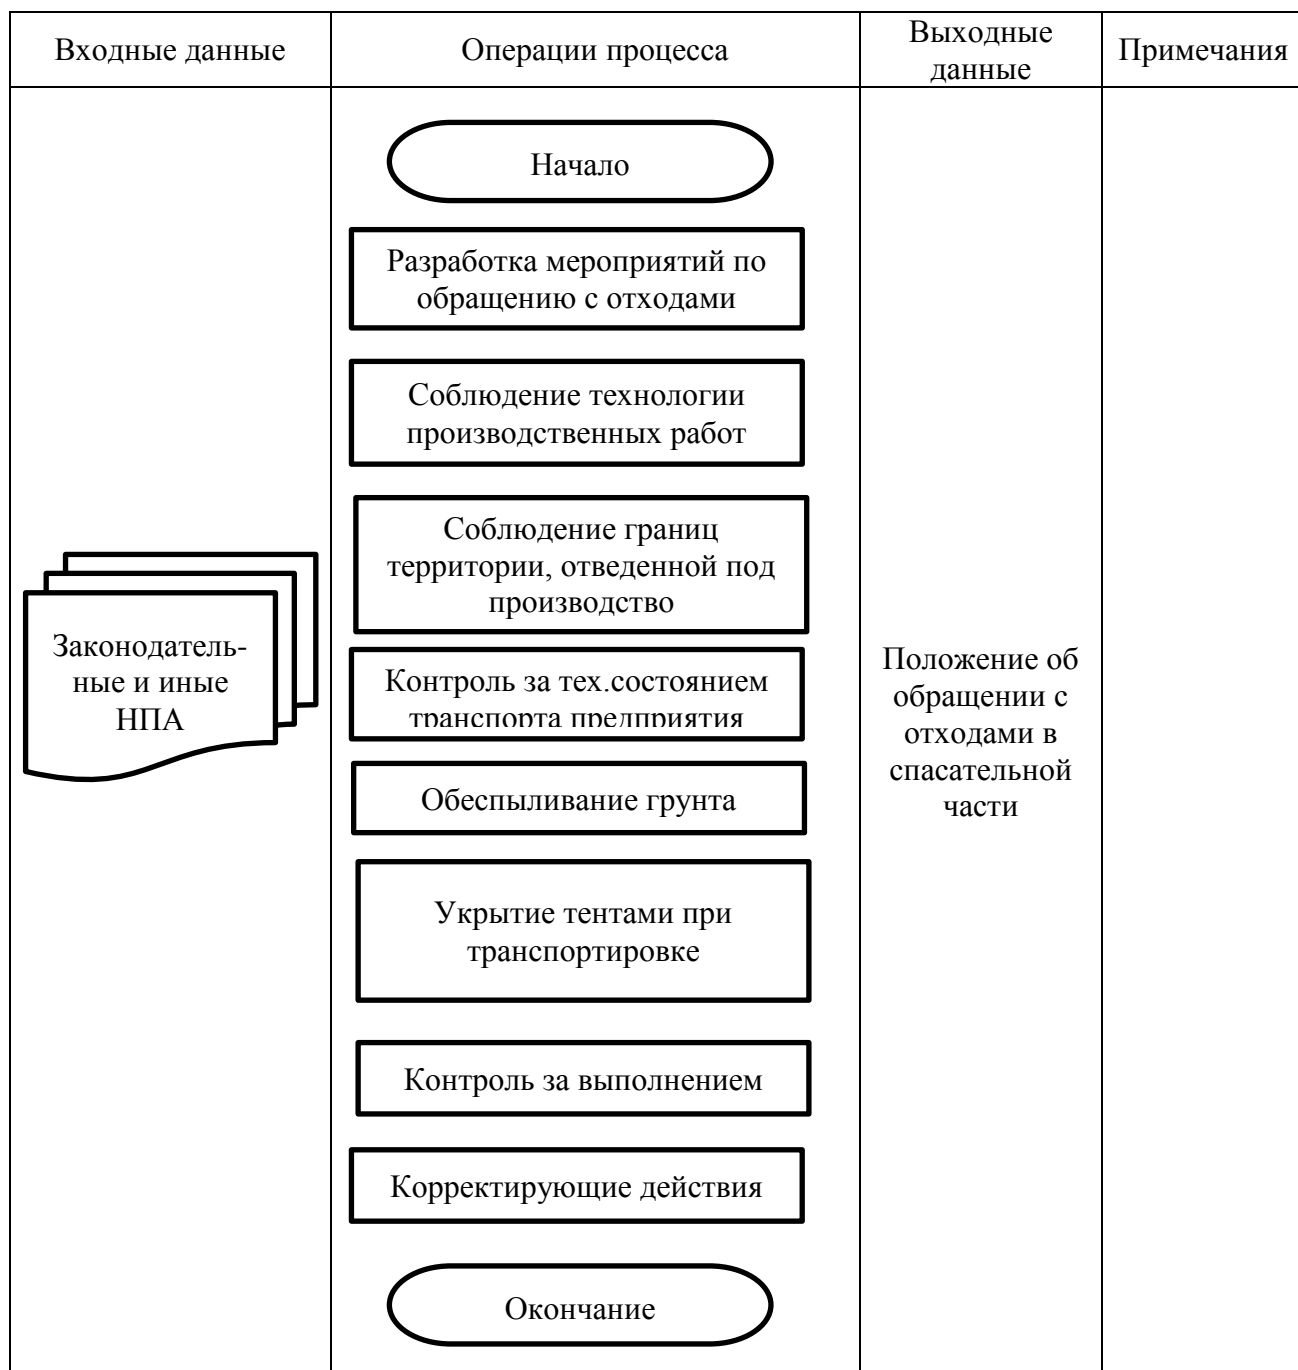 Входные данные
Операции процесса
Выходные
данные
Примечания
Начало
Разработка мероприятий по
обращению с отходами
Соблюдение технологии
производственных работ
Соблюдение границ
территории, отведенной под
производство
Законодатель-
ные и иные
НПА
Контроль за тех.состоянием
транспорта предприятия
Обеспыливание грунта
Укрытие тентами при
транспортировке
Контроль за выполнением
Корректирующие действия
Окончание
Положение об
обращении с
отходами в
спасательной
части